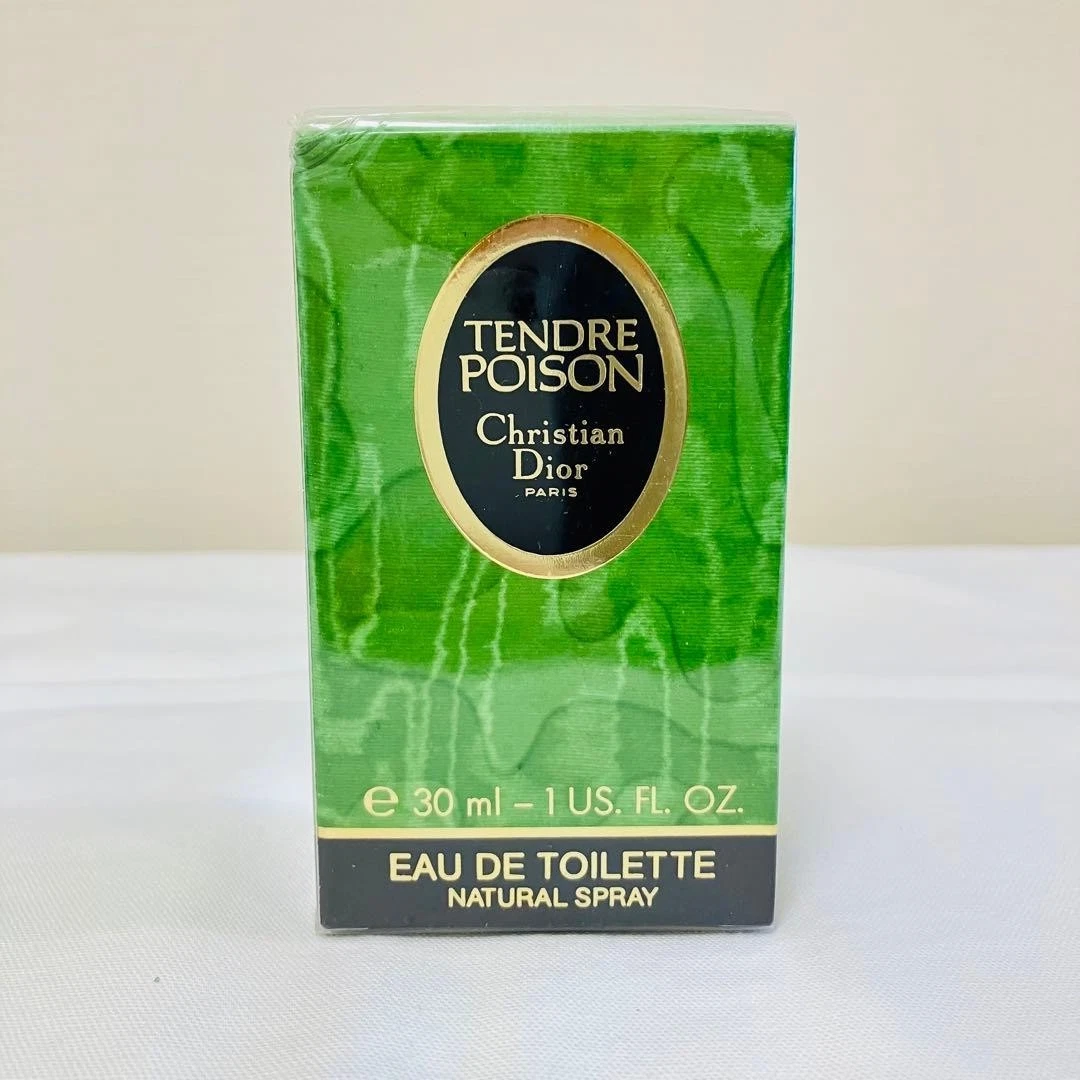 TENDRE
POISON
Christian
Dior
PARIS
℮ 30 ml – 1 US. FL. OZ.
EAU DE TOILETTE
NATURAL SPRAY